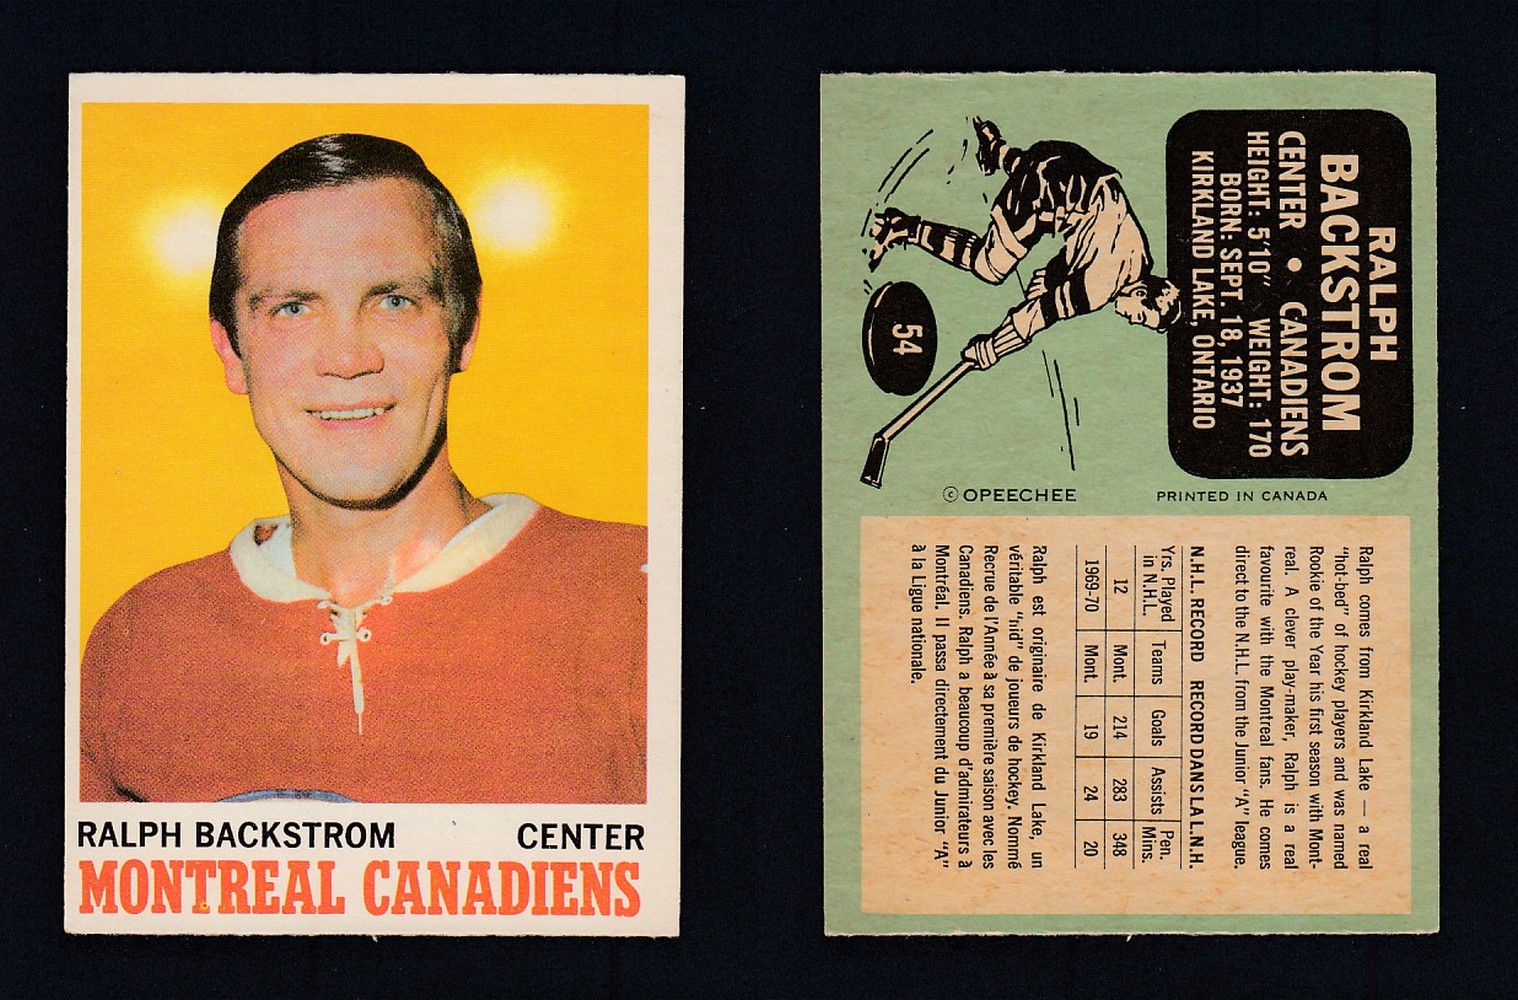 RALPH BACKSTROM CENTER
MONTREAL CANADIENS
RALPH
BACKSTROM
CENTER • CANADIENS
HEIGHT: 5'10" WEIGHT: 170
BORN: SEPT. 18, 1937
KIRKLAND LAKE, ONTARIO
54
© OPEECHEE PRINTED IN CANADA
Ralph comes from Kirkland Lake — a real
"hot-bed" of hockey players and was named
Rookie of the Year his first season with Mont-
real. A clever play-maker, Ralph is a real
favourite with the Montreal fans. He comes
direct to the N.H.L. from the Junior "A" league.
N.H.L. RECORD RECORD DANS LA L.N.H.
Yrs. Played in N.H.L. Teams Goals Assists Pen. Mins.
12 Mont. 214 283 348
1969-70 Mont. 19 24 20
Ralph est originaire de Kirkland Lake, un
véritable "nid" de joueurs de hockey. Nommé
Recrue de l'Année à sa première saison avec les
Canadiens. Ralph a beaucoup d'admirateurs à
Montréal. Il passa directement du Junior "A"
à la Ligue nationale.